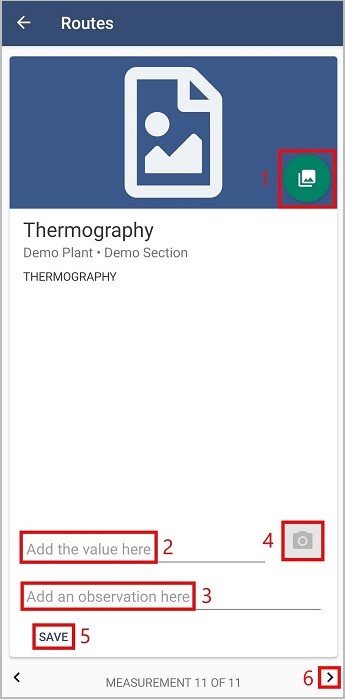 Routes
1
Thermography
Demo Plant • Demo Section
THERMOGRAPHY
Add the value here 2
4
Add an observation here 3
SAVE 5
MEASUREMENT 11 OF 11 6